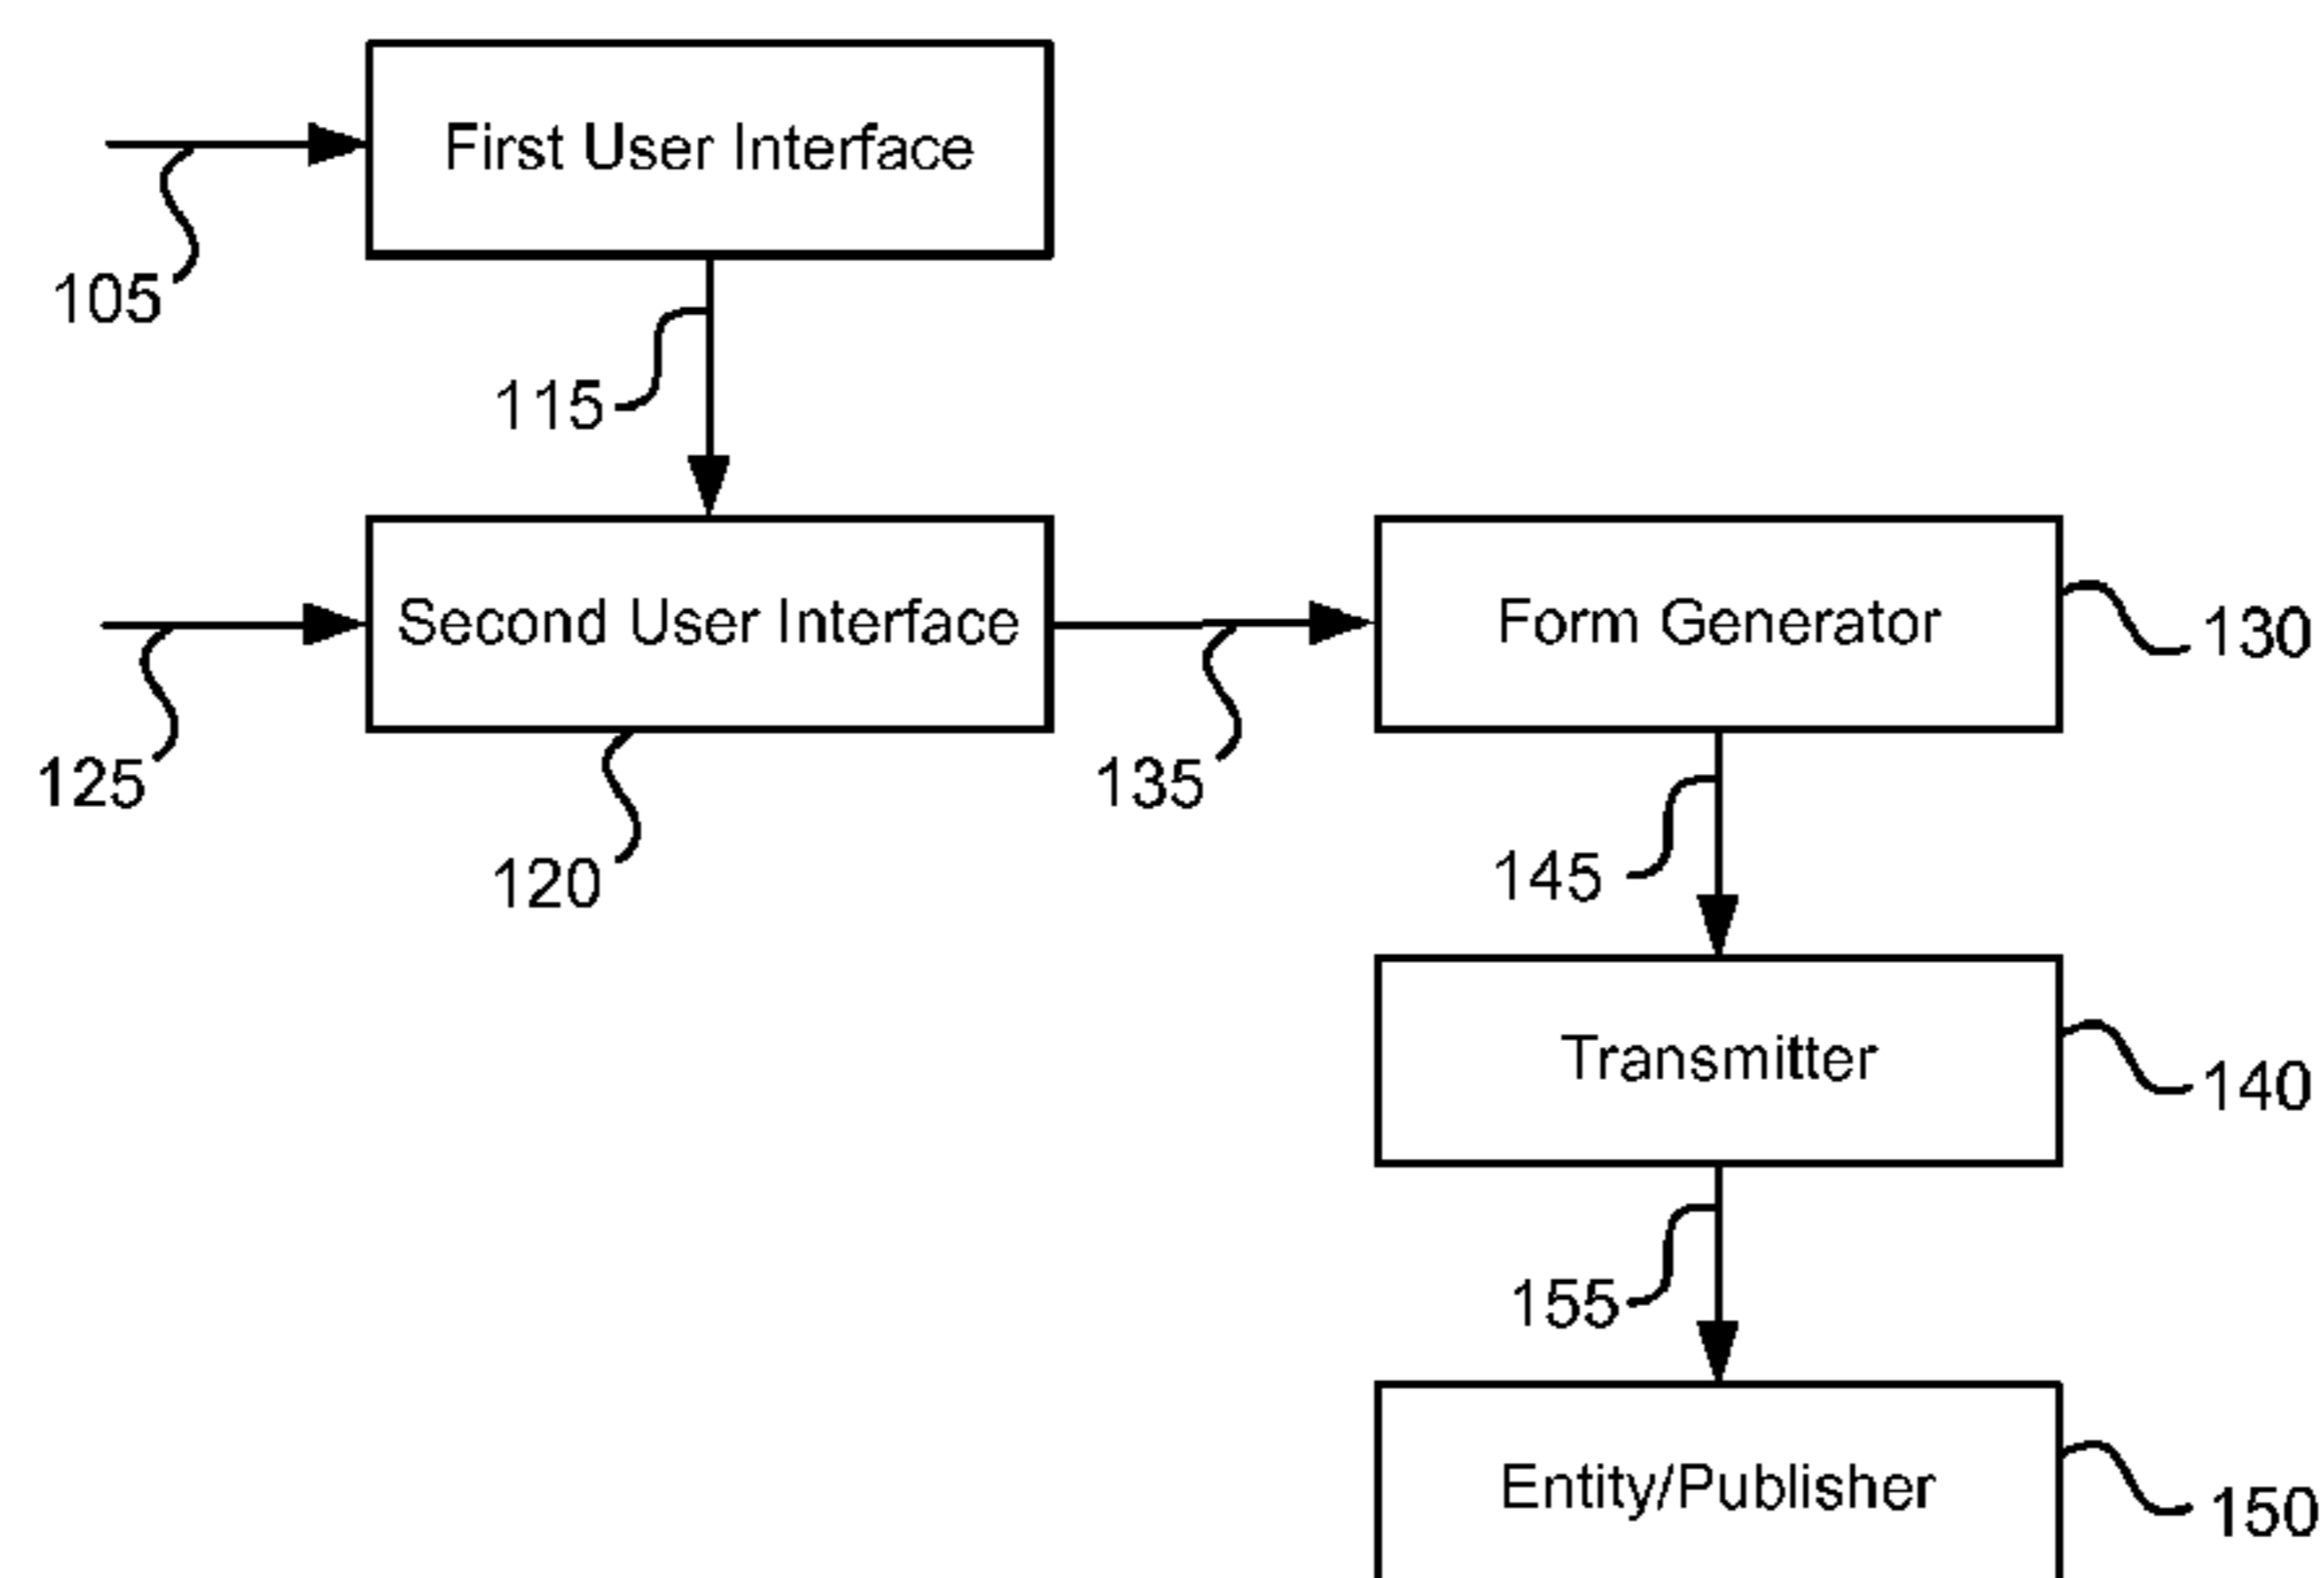 First User Interface
105
115
Second User Interface
Form Generator
130
125
135
120
145
Transmitter
140
155
Entity/Publisher
150